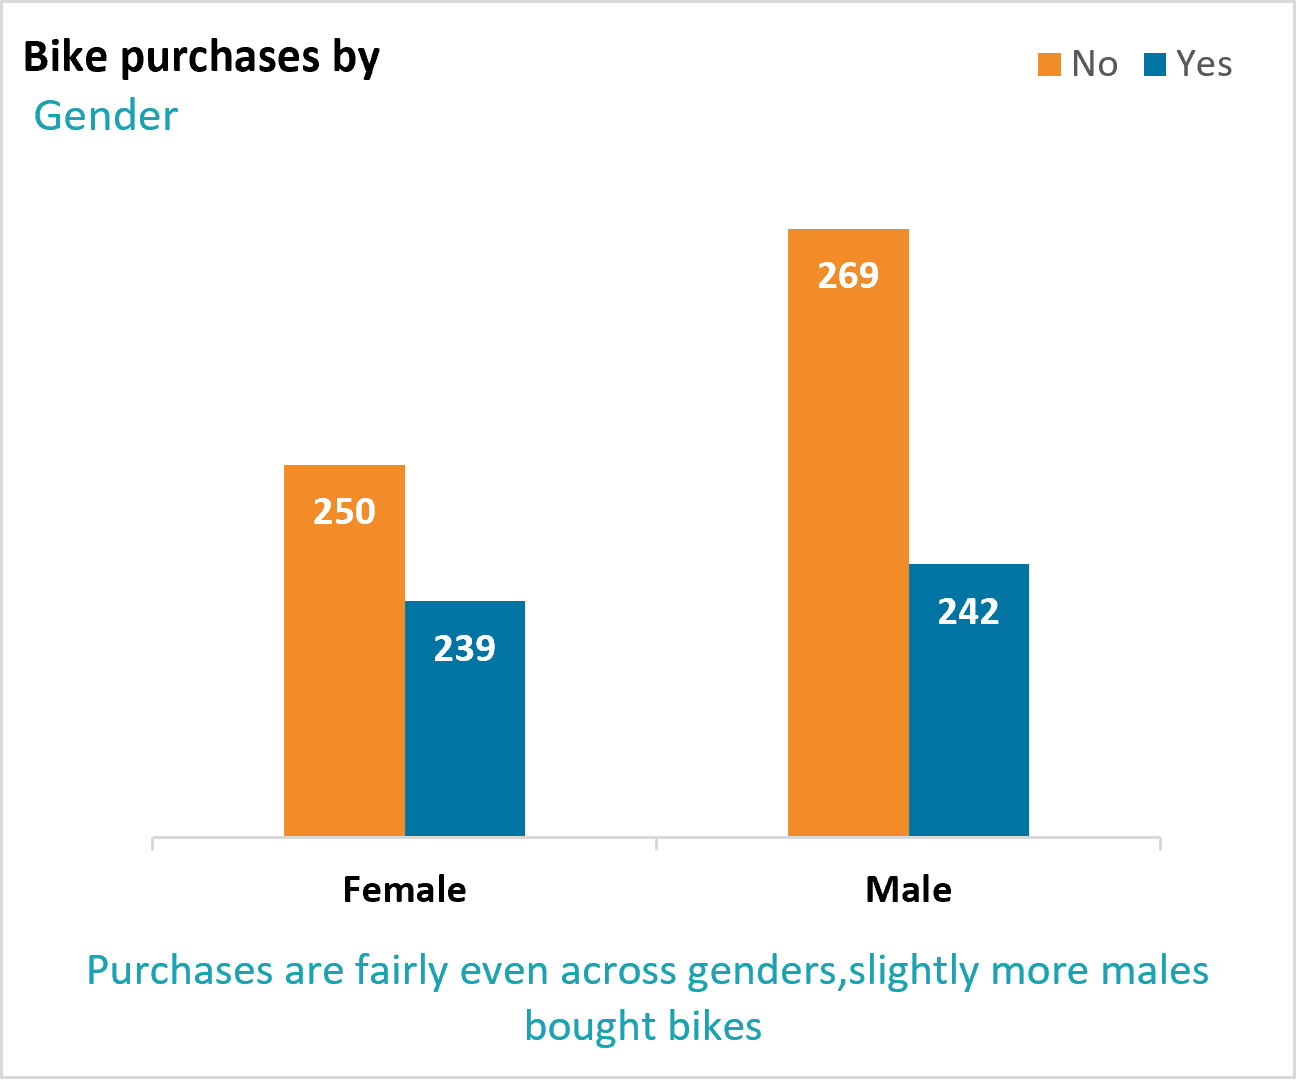 Bike purchases by
Gender
No Yes
269
250
242
239
Female Male
Purchases are fairly even across genders,slightly more males
bought bikes